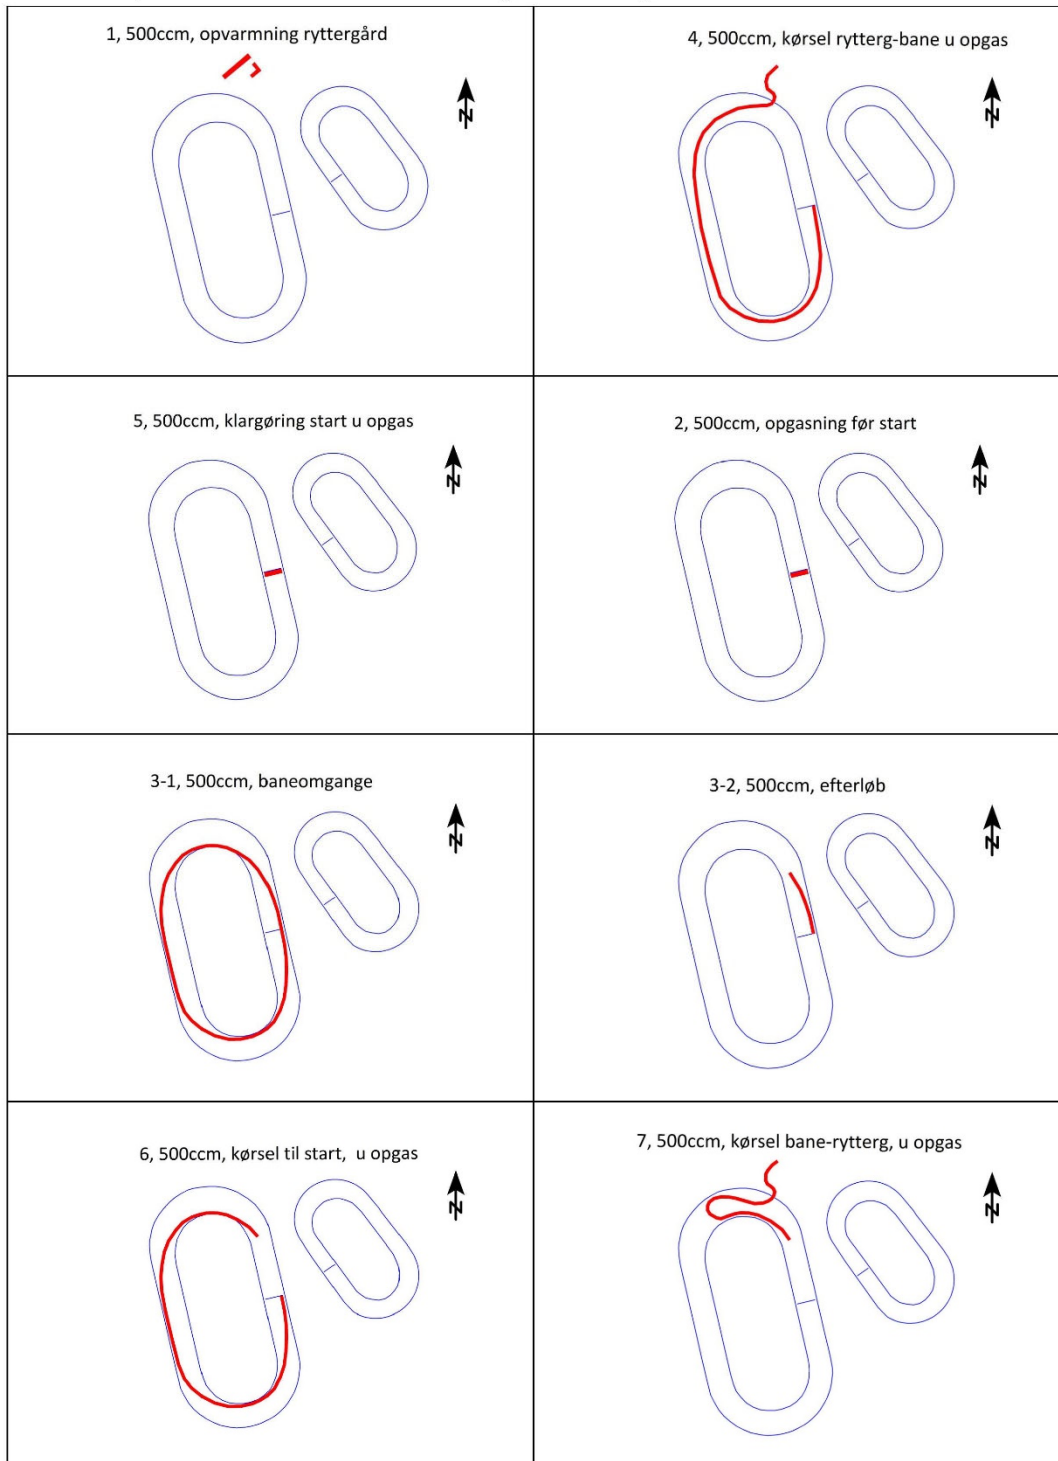 1, 500ccm, opvarmning ryttergård
N
4, 500ccm, kørsel rytterg-bane u opgas
N
5, 500ccm, klargøring start u opgas
N
2, 500ccm, opgasning før start
N
3-1, 500ccm, baneomgange
N
3-2, 500ccm, efterløb
N
6, 500ccm, kørsel til start,  u opgas
N
7, 500ccm, kørsel bane-rytterg, u opgas
N